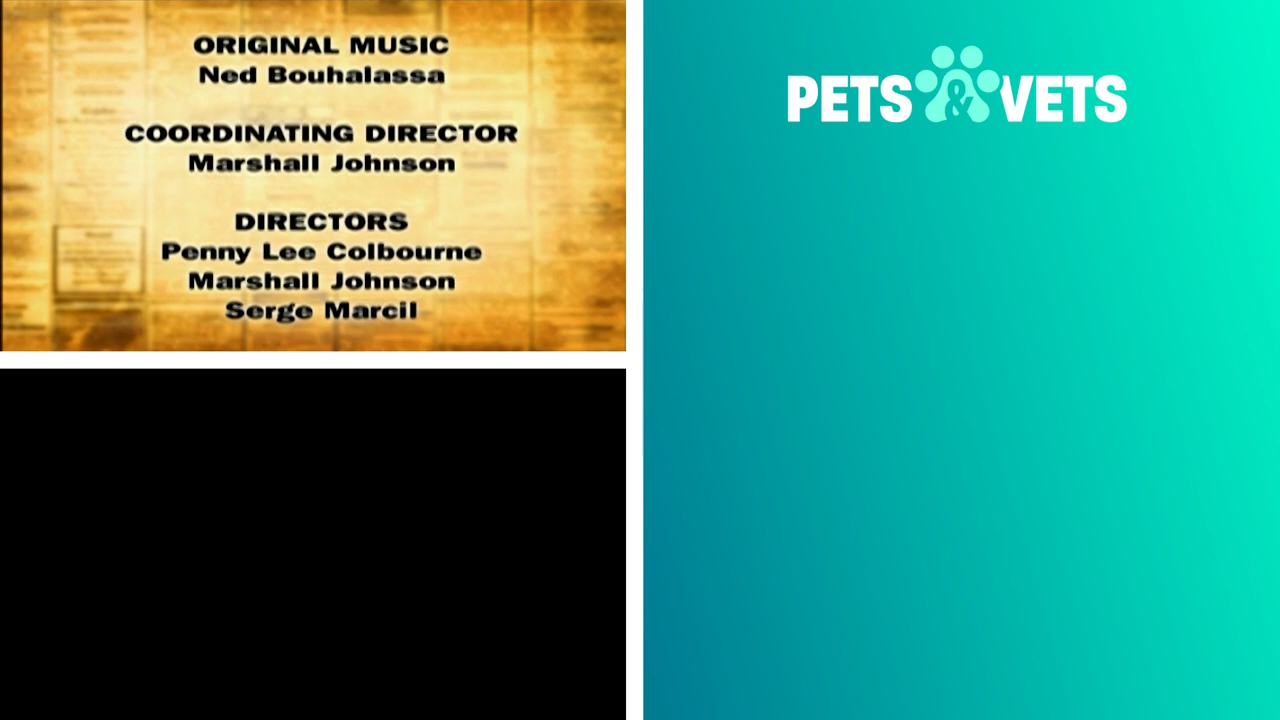 ORIGINAL MUSIC
Ned Bouhalassa
COORDINATING DIRECTOR
Marshall Johnson
DIRECTORS
Penny Lee Colbourne
Marshall Johnson
Serge Marcil
PETS & VETS